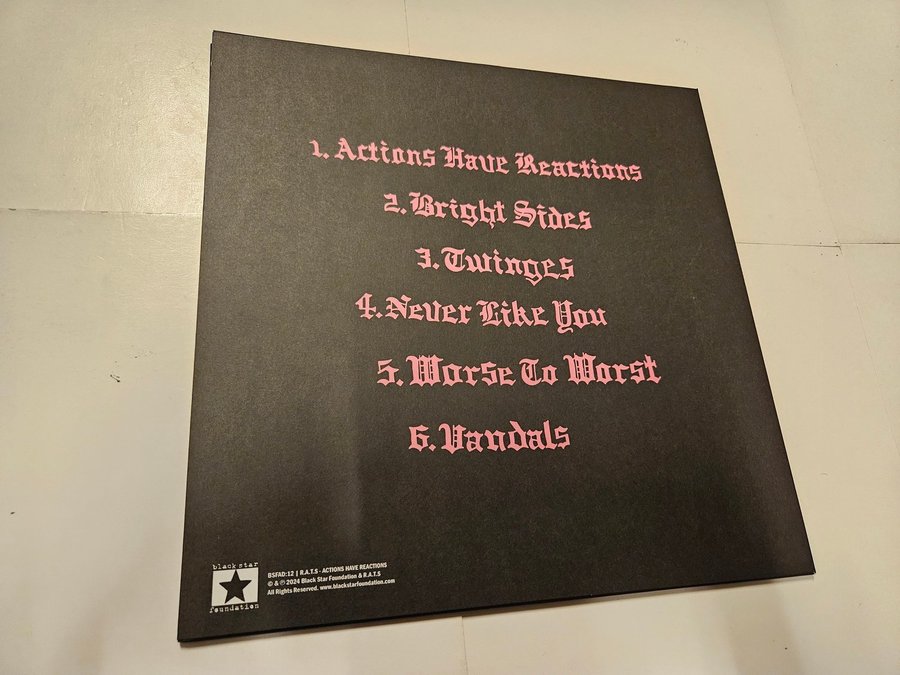 1. Actions Have Reactions
2. Bright Sides
3. Twinges
4. Never Like You
5. Worse To Worst
6. Vandals
black star
foundation
BSFAD:12 | R.A.T.S - ACTIONS HAVE REACTIONS
© & ℗ 2024 Black Star Foundation & R.A.T.S
All Rights Reserved. www.blackstarfoundation.com